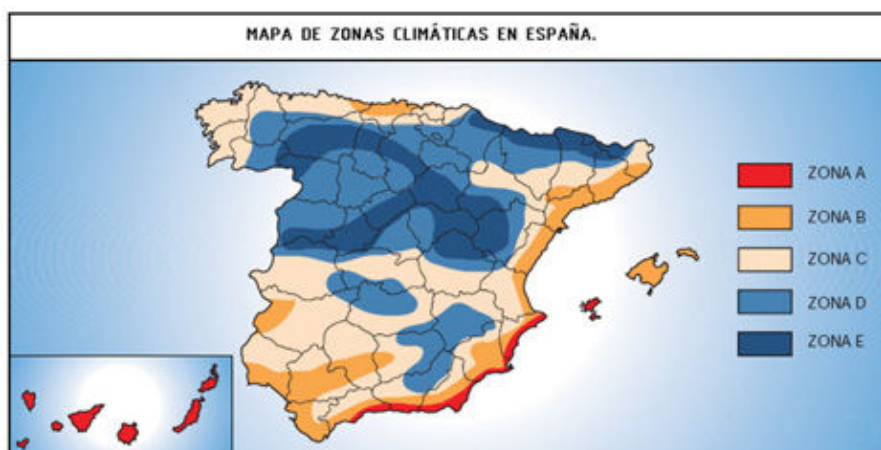 MAPA DE ZONAS CLIMÁTICAS EN ESPAÑA.
ZONA A
ZONA B
ZONA C
ZONA D
ZONA E